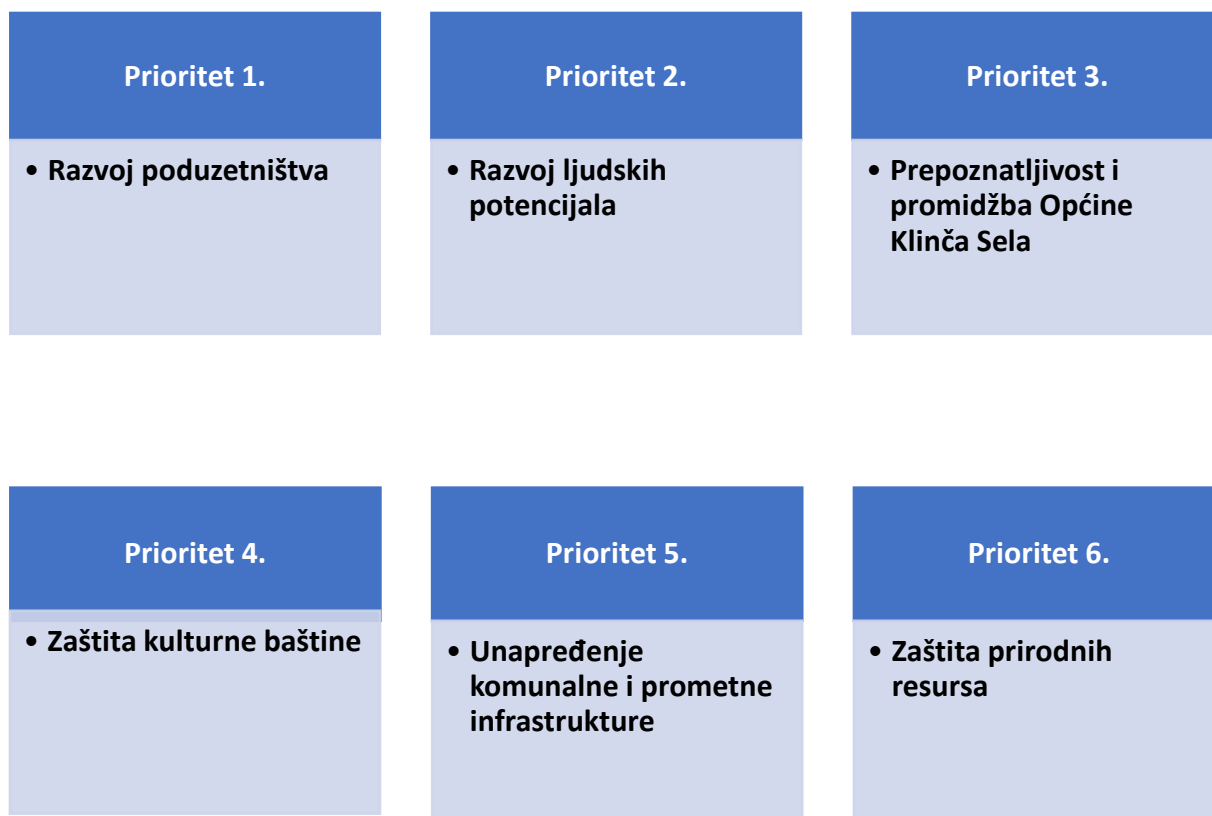 Prioritet 1.
• Razvoj poduzetništva
Prioritet 2.
• Razvoj ljudskih
potencijala
Prioritet 3.
• Prepoznatljivost i
promidžba Općine
Klinča Sela
Prioritet 4.
• Zaštita kulturne baštine
Prioritet 5.
• Unapređenje
komunalne i prometne
infrastrukture
Prioritet 6.
• Zaštita prirodnih
resursa